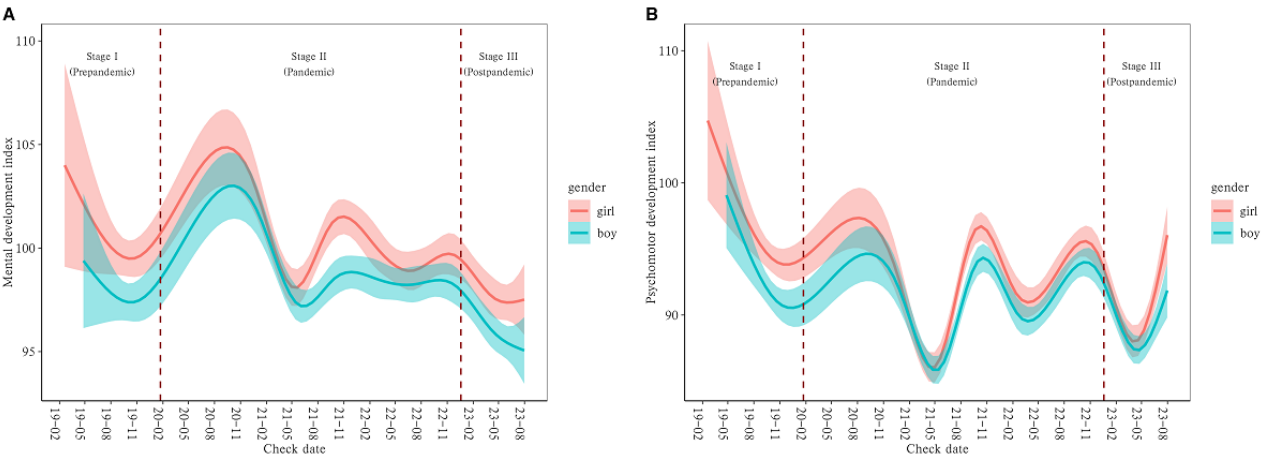 A
Mental development index
110
105
100
95
Stage I
(Prepandemic)
Stage II
(Pandemic)
Stage III
(Postpandemic)
19-02
19-05
19-08
19-11
20-02
20-05
20-08
20-11
21-02
21-05
21-08
21-11
22-02
22-05
22-08
22-11
23-02
23-05
23-08
Check date
gender
girl
boy
B
Psychomotor development index
110
100
90
Stage I
(Prepandemic)
Stage II
(Pandemic)
Stage III
(Postpandemic)
19-02
19-05
19-08
19-11
20-02
20-05
20-08
20-11
21-02
21-05
21-08
21-11
22-02
22-05
22-08
22-11
23-02
23-05
23-08
Check date
gender
girl
boy